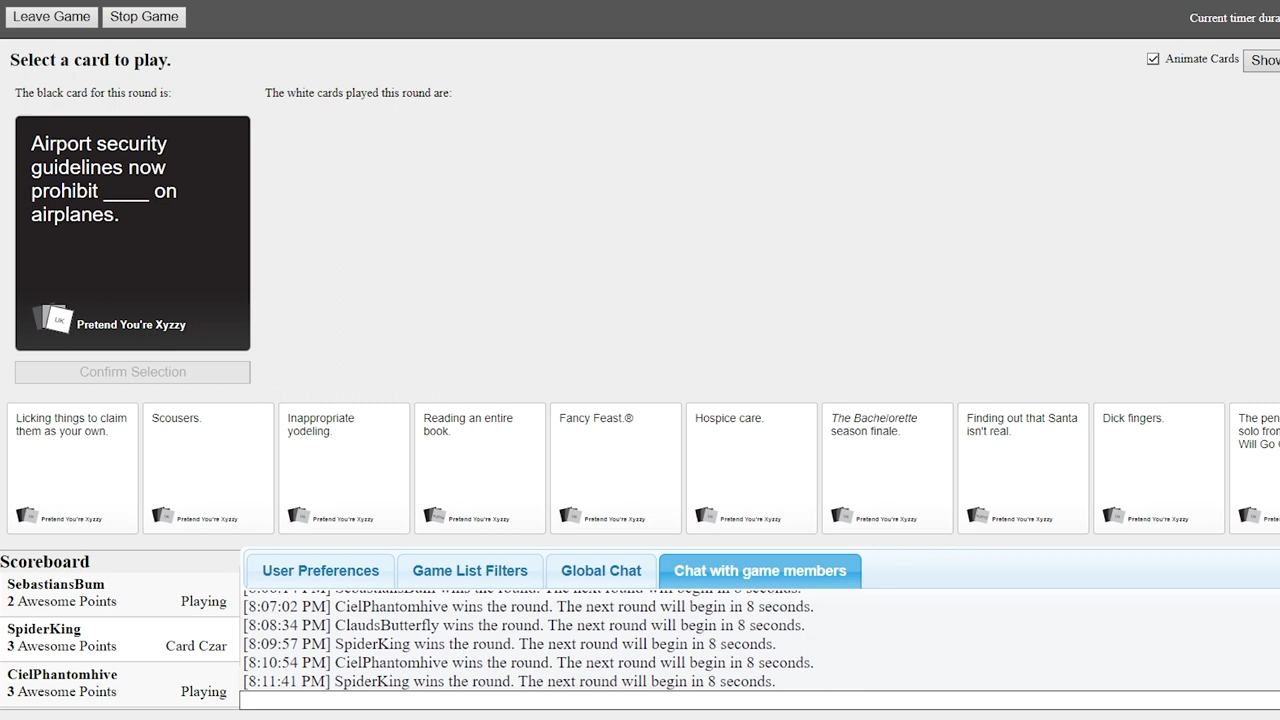 Leave Game Stop Game
Current timer dura
Select a card to play.
Animate Cards
Show
The black card for this round is:
The white cards played this round are:
Airport security
guidelines now
prohibit ____ on
airplanes.
UK
Pretend You're Xyzzy
Confirm Selection
Licking things to claim
them as your own.
Pretend You're Xyzzy
Scousers.
Pretend You're Xyzzy
Inappropriate
yodeling.
Pretend You're Xyzzy
Reading an entire
book.
Pretend You're Xyzzy
Fancy Feast.®
Pretend You're Xyzzy
Hospice care.
Pretend You're Xyzzy
The Bachelorette
season finale.
Pretend You're Xyzzy
Finding out that Santa
isn't real.
Pretend You're Xyzzy
Dick fingers.
Pretend You're Xyzzy
The pen
solo from
Will Go
Scoreboard
SebastiansBum
2 Awesome Points Playing
SpiderKing
3 Awesome Points Card Czar
CielPhantomhive
3 Awesome Points Playing
User Preferences Game List Filters Global Chat Chat with game members
[8:07:02 PM] CielPhantomhive wins the round. The next round will begin in 8 seconds.
[8:08:34 PM] ClaudsButterfly wins the round. The next round will begin in 8 seconds.
[8:09:57 PM] SpiderKing wins the round. The next round will begin in 8 seconds.
[8:10:54 PM] CielPhantomhive wins the round. The next round will begin in 8 seconds.
[8:11:41 PM] SpiderKing wins the round. The next round will begin in 8 seconds.